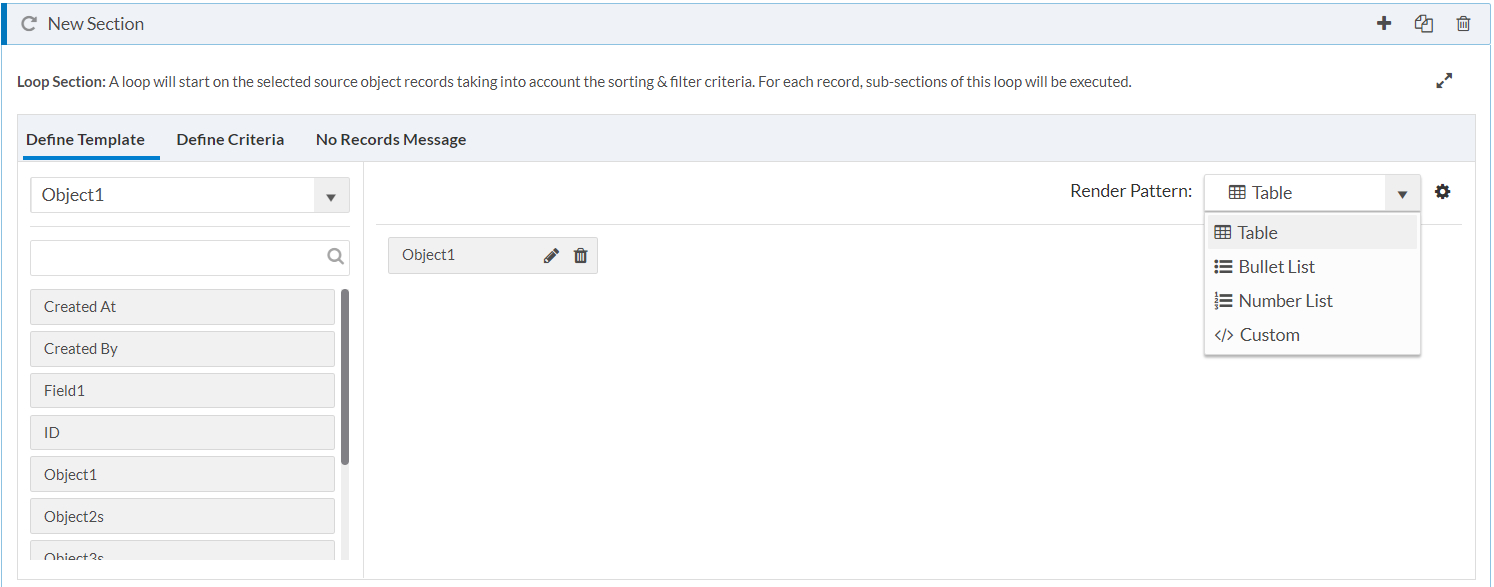 New Section
Loop Section: A loop will start on the selected source object records taking into account the sorting & filter criteria. For each record, sub-sections of this loop will be executed.
Define Template Define Criteria No Records Message
Object1
Render Pattern: Table
Table
Bullet List
Number List
Custom
Object1
Created At
Created By
Field1
ID
Object1
Object2s
Object3s